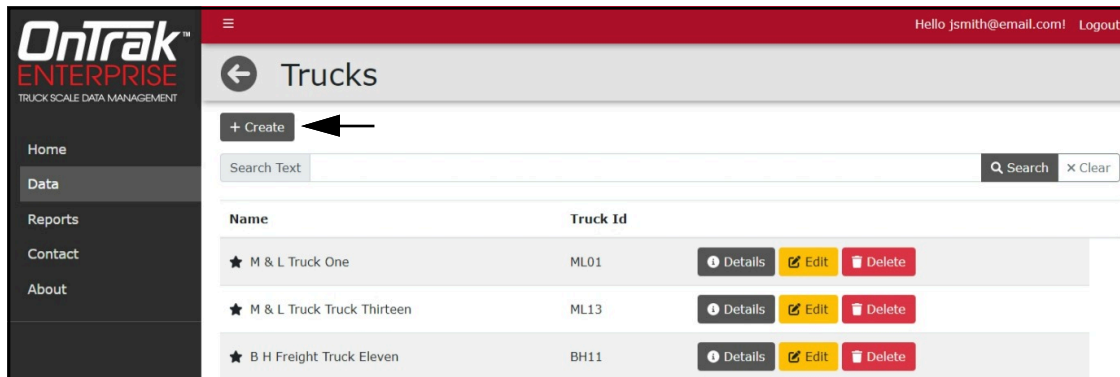 OnTrak™
ENTERPRISE
TRUCK SCALE DATA MANAGEMENT
Home
Data
Reports
Contact
About
Hello jsmith@email.com! Logout
Trucks
+ Create
Search Text Search × Clear
Name Truck Id
M & L Truck One ML01 Details Edit Delete
M & L Truck Truck Thirteen ML13 Details Edit Delete
B H Freight Truck Eleven BH11 Details Edit Delete